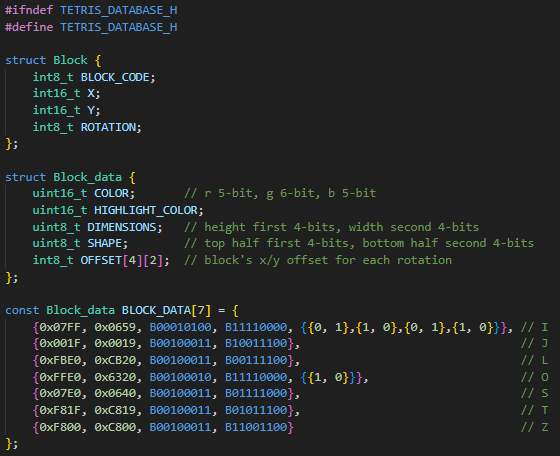 #ifndef TETRIS_DATABASE_H
#define TETRIS_DATABASE_H

struct Block {
    int8_t BLOCK_CODE;
    int16_t X;
    int16_t Y;
    int8_t ROTATION;
};

struct Block_data {
    uint16_t COLOR;       // r 5-bit, g 6-bit, b 5-bit
    uint16_t HIGHLIGHT_COLOR;
    uint8_t DIMENSIONS;   // height first 4-bits, width second 4-bits
    uint8_t SHAPE;        // top half first 4-bits, bottom half second 4-bits
    int8_t OFFSET[4][2];  // block's x/y offset for each rotation
};

const Block_data BLOCK_DATA[7] = {
    {0x07FF, 0x0659, B00010100, B11110000, {{0, 1},{1, 0},{0, 1},{1, 0}}}, // I
    {0x001F, 0x0019, B00100011, B10011100},                                // J
    {0xFBE0, 0xCB20, B00100011, B00111100},                                // L
    {0xFFE0, 0x6320, B00100010, B11110000, {{1, 0}}},                      // O
    {0x07E0, 0x0640, B00100011, B01111000},                                // S
    {0xF81F, 0xC819, B00100011, B01011100},                                // T
    {0xF800, 0xC800, B00100011, B11001100}                                 // Z
};